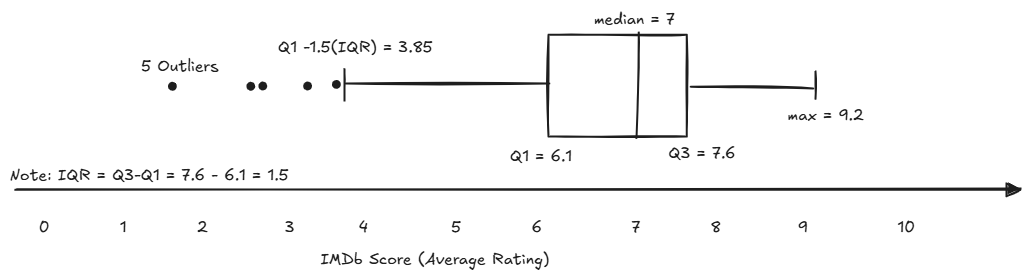 median = 7
Q1 -1.5(IQR) = 3.85
5 Outliers
max = 9.2
Q1 = 6.1
Q3 = 7.6
Note: IQR = Q3-Q1 = 7.6 - 6.1 = 1.5
0 1 2 3 4 5 6 7 8 9 10
IMDb Score (Average Rating)